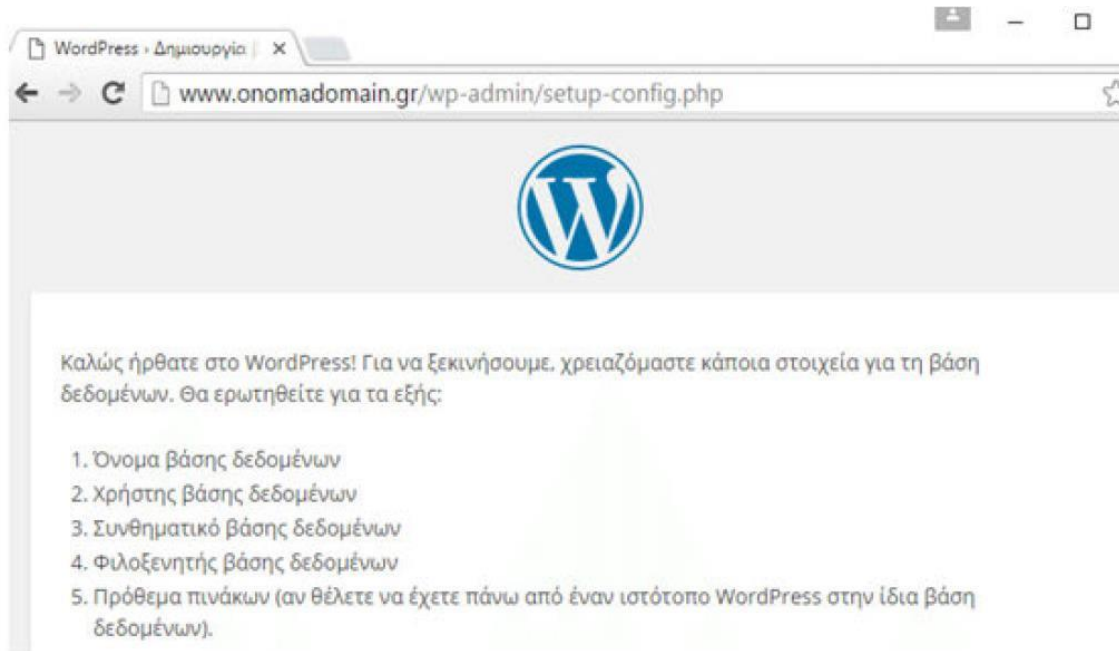 WordPress › Δημιουργία
www.onomadomain.gr/wp-admin/setup-config.php
Καλώς ήρθατε στο WordPress! Για να ξεκινήσουμε, χρειαζόμαστε κάποια στοιχεία για τη βάση
δεδομένων. Θα ερωτηθείτε για τα εξής:
1. Όνομα βάσης δεδομένων
2. Χρήστης βάσης δεδομένων
3. Συνθηματικό βάσης δεδομένων
4. Φιλοξενητής βάσης δεδομένων
5. Πρόθεμα πινάκων (αν θέλετε να έχετε πάνω από έναν ιστότοπο WordPress στην ίδια βάση
δεδομένων).